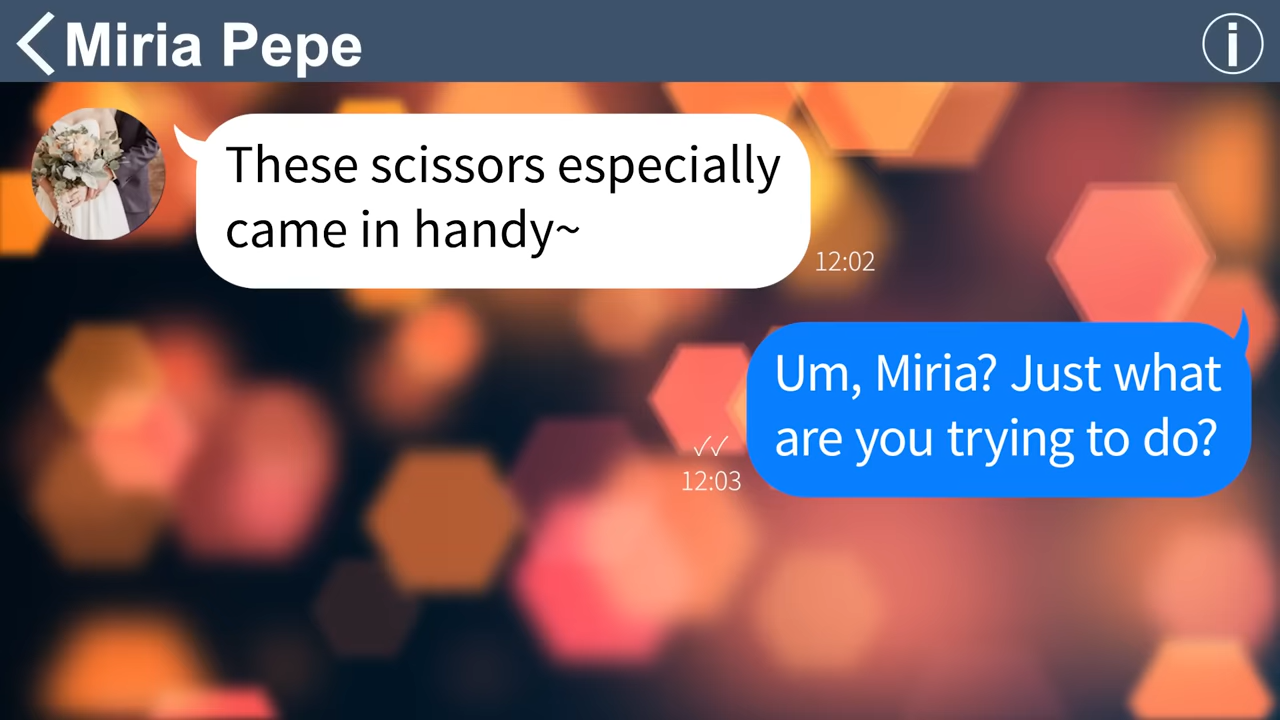 Miria Pepe
These scissors especially
came in handy~
12:02
Um, Miria? Just what
are you trying to do?
✓✓
12:03